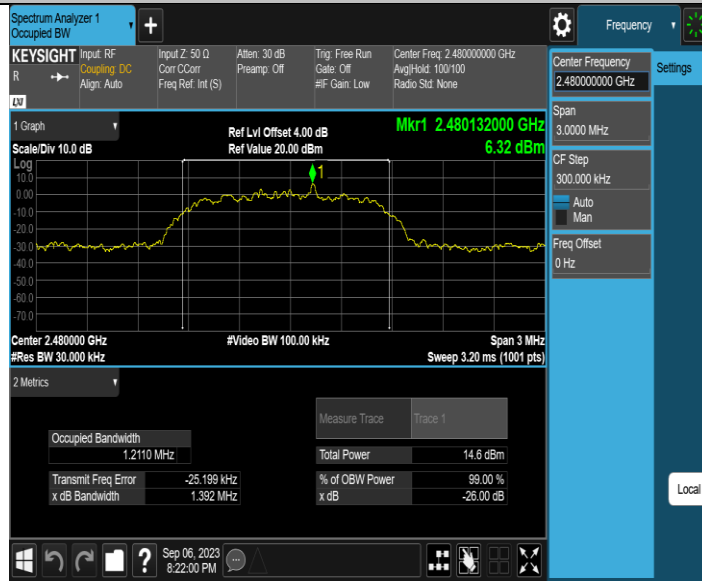 Spectrum Analyzer 1
Occupied BW
+
Frequency
KEYSIGHT
R
LXI
Input: RF
Coupling: DC
Align: Auto
Input Z: 50 Ω
Corr CCorr
Freq Ref: Int (S)
Atten: 30 dB
Preamp: Off
Trig: Free Run
Gate: Off
#IF Gain: Low
Center Freq: 2.480000000 GHz
Avg|Hold: 100/100
Radio Std: None
Center Frequency
2.480000000 GHz
Settings
Span
3.0000 MHz
CF Step
300.000 kHz
Auto
Man
Freq Offset
0 Hz
1 Graph
Scale/Div 10.0 dB
Ref Lvl Offset 4.00 dB
Ref Value 20.00 dBm
Mkr1 2.480132000 GHz
6.32 dBm
Log
10.0
0.00
-10.0
-20.0
-30.0
-40.0
-50.0
-60.0
-70.0
1
Center 2.480000 GHz
#Res BW 30.000 kHz
#Video BW 100.00 kHz
Span 3 MHz
Sweep 3.20 ms (1001 pts)
2 Metrics
Measure Trace
Trace 1
Occupied Bandwidth
1.2110 MHz
Total Power
14.6 dBm
Transmit Freq Error
-25.199 kHz
% of OBW Power
99.00 %
x dB Bandwidth
1.392 MHz
x dB
-26.00 dB
Local
?
Sep 06, 2023
8:22:00 PM